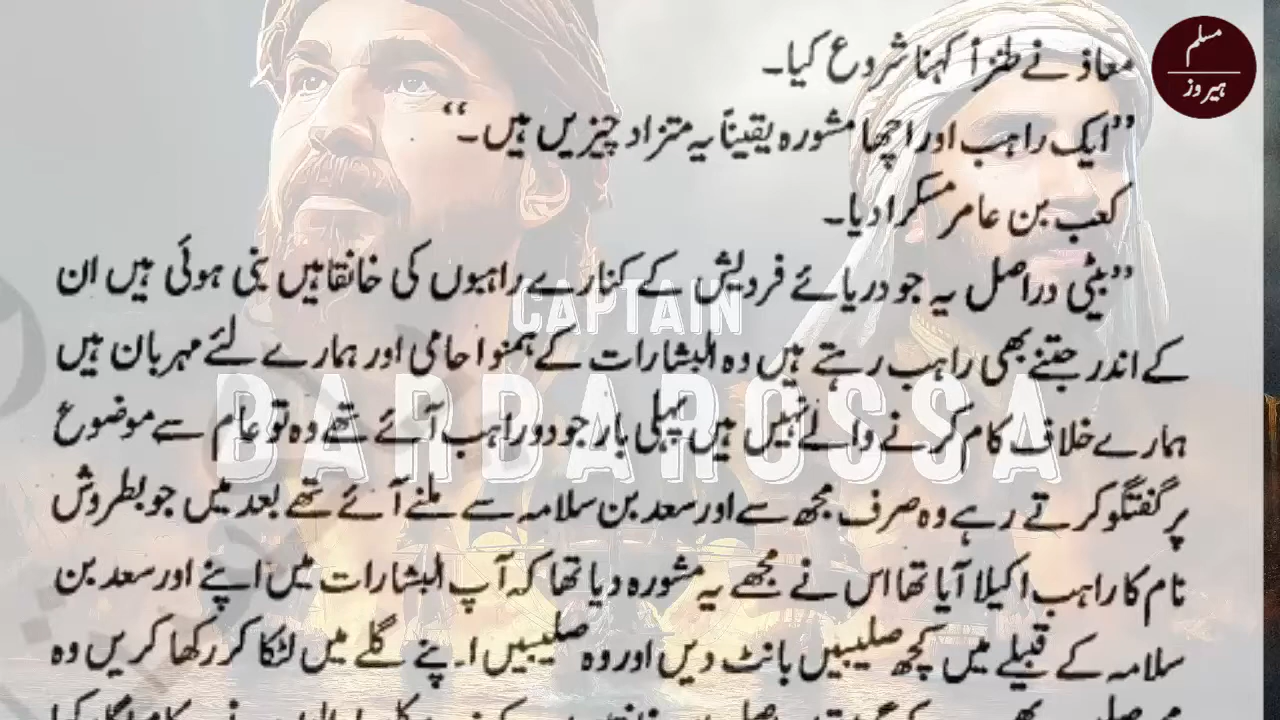 مسلم
ہیروز
معاذ نے طنزاً کہنا شروع کیا۔
”ایک راہب اور اچھا مشورہ یقیناً یہ متزاد چیزیں ہیں۔“
کعب بن عامر مسکرا دیا۔
”بیٹی دراصل یہ جو دریائے فردیش کے کنارے راہبوں کی خانقاہیں بنی ہوئی ہیں ان
کے اندر جتنے بھی راہب رہتے ہیں وہ البشارات کے ہمنوا حامی اور ہمارے لئے مہربان ہیں
ہمارے خلاف کام کرنے والے نہیں ہیں پہلی بار جو دو راہب آئے تھے وہ تو عام سے موضوع
پر گفتگو کرتے رہے وہ صرف مجھ سے اور سعد بن سلامہ سے ملنے آئے تھے بعد میں جو بطروش
نام کا راہب اکیلا آیا تھا اس نے مجھے یہ مشورہ دیا تھا کہ آپ البشارات میں اپنے اور سعد بن
سلامہ کے قبیلے میں کچھ صلیبیں بانٹ دیں اور وہ صلیبیں ا۔پنے گلے میں لٹکا کر رکھا کریں وہ
CAPTAIN
BARBAROSSA